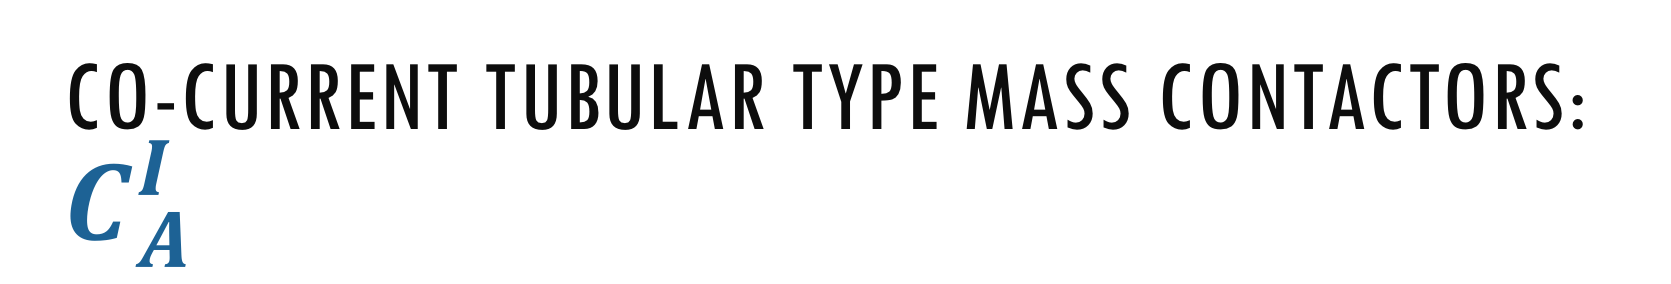 CO-CURRENT TUBULAR TYPE MASS CONTACTORS:
C^I_A